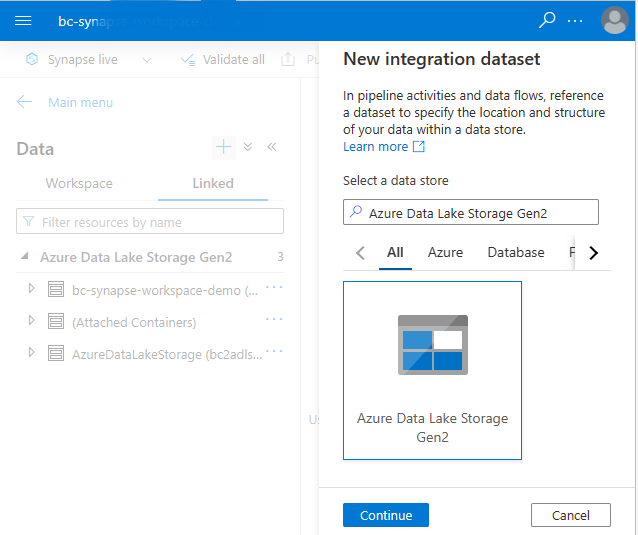 bc-synapse-workspace-d
Synapse live
Validate all
Pu
Main menu
Data
Workspace
Linked
Filter resources by name
Azure Data Lake Storage Gen2
3
bc-synapse-workspace-demo (...
(Attached Containers)
AzureDataLakeStorage (bc2adls...
Us
New integration dataset
In pipeline activities and data flows, reference
a dataset to specify the location and structure
of your data within a data store.
Learn more
Select a data store
Azure Data Lake Storage Gen2
All
Azure
Database
F
Azure Data Lake Storage
Gen2
Continue
Cancel